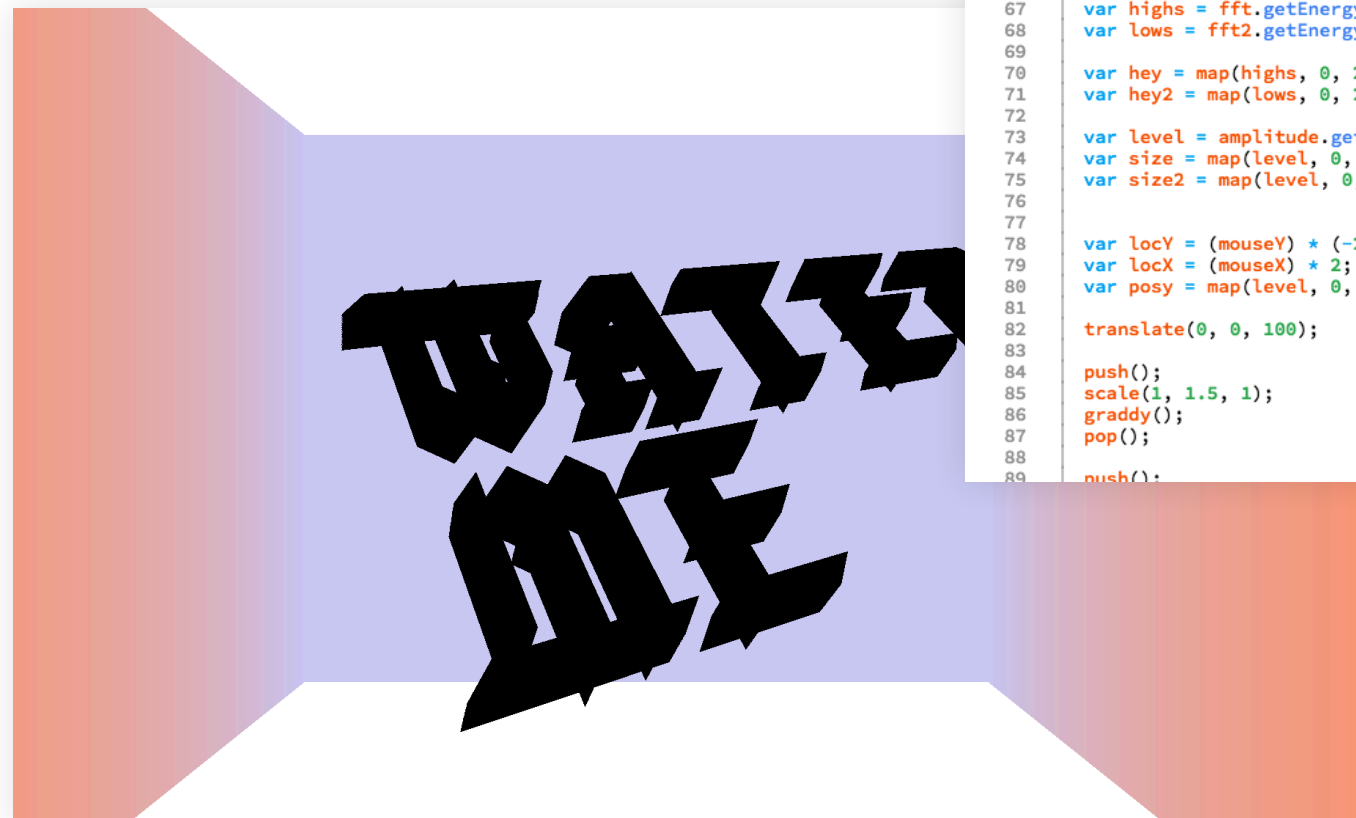 WATER
ME
67 var highs = fft.getEnergy
68 var lows = fft2.getEnergy
69
70 var hey = map(highs, 0,
71 var hey2 = map(lows, 0,
72
73 var level = amplitude.get
74 var size = map(level, 0,
75 var size2 = map(level, 0
76
77
78 var locY = (mouseY) * (-
79 var locX = (mouseX) * 2;
80 var posy = map(level, 0,
81
82 translate(0, 0, 100);
83
84 push();
85 scale(1, 1.5, 1);
86 graddy();
87 pop();
88
89 push();